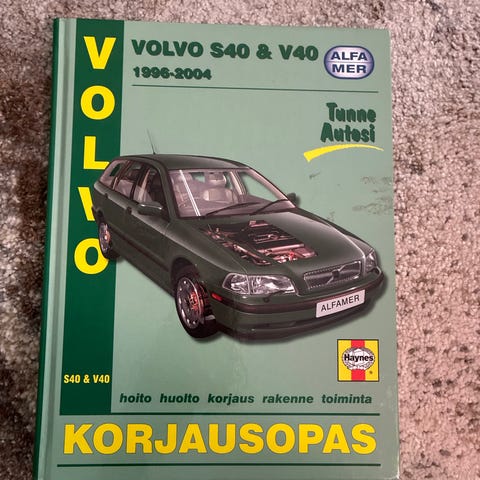 VOLVO
VOLVO S40 & V40
1996-2004
ALFA
MER
Tunne
Autosi
ALFAMER
Haynes
®
S40 & V40
hoito huolto korjaus rakenne toiminta
KORJAUSOPAS